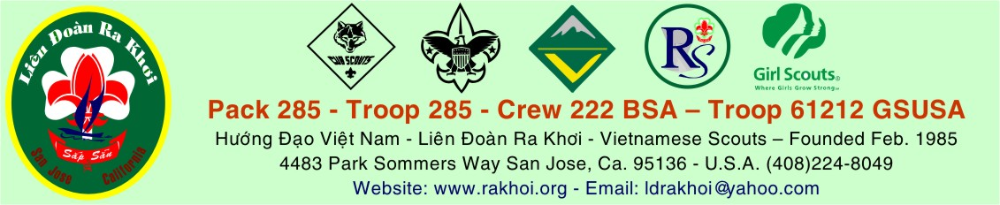 Liên Đoàn Ra Khơi
Sắp Sẵn
San Jose California
CUB SCOUTS
RS
Girl Scouts®
Where Girls Grow Strong℠
Pack 285 - Troop 285 - Crew 222 BSA – Troop 61212 GSUSA
Hướng Đạo Việt Nam - Liên Đoàn Ra Khơi - Vietnamese Scouts – Founded Feb. 1985
4483 Park Sommers Way San Jose, Ca. 95136 - U.S.A. (408)224-8049
Website: www.rakhoi.org - Email: ldrakhoi@yahoo.com